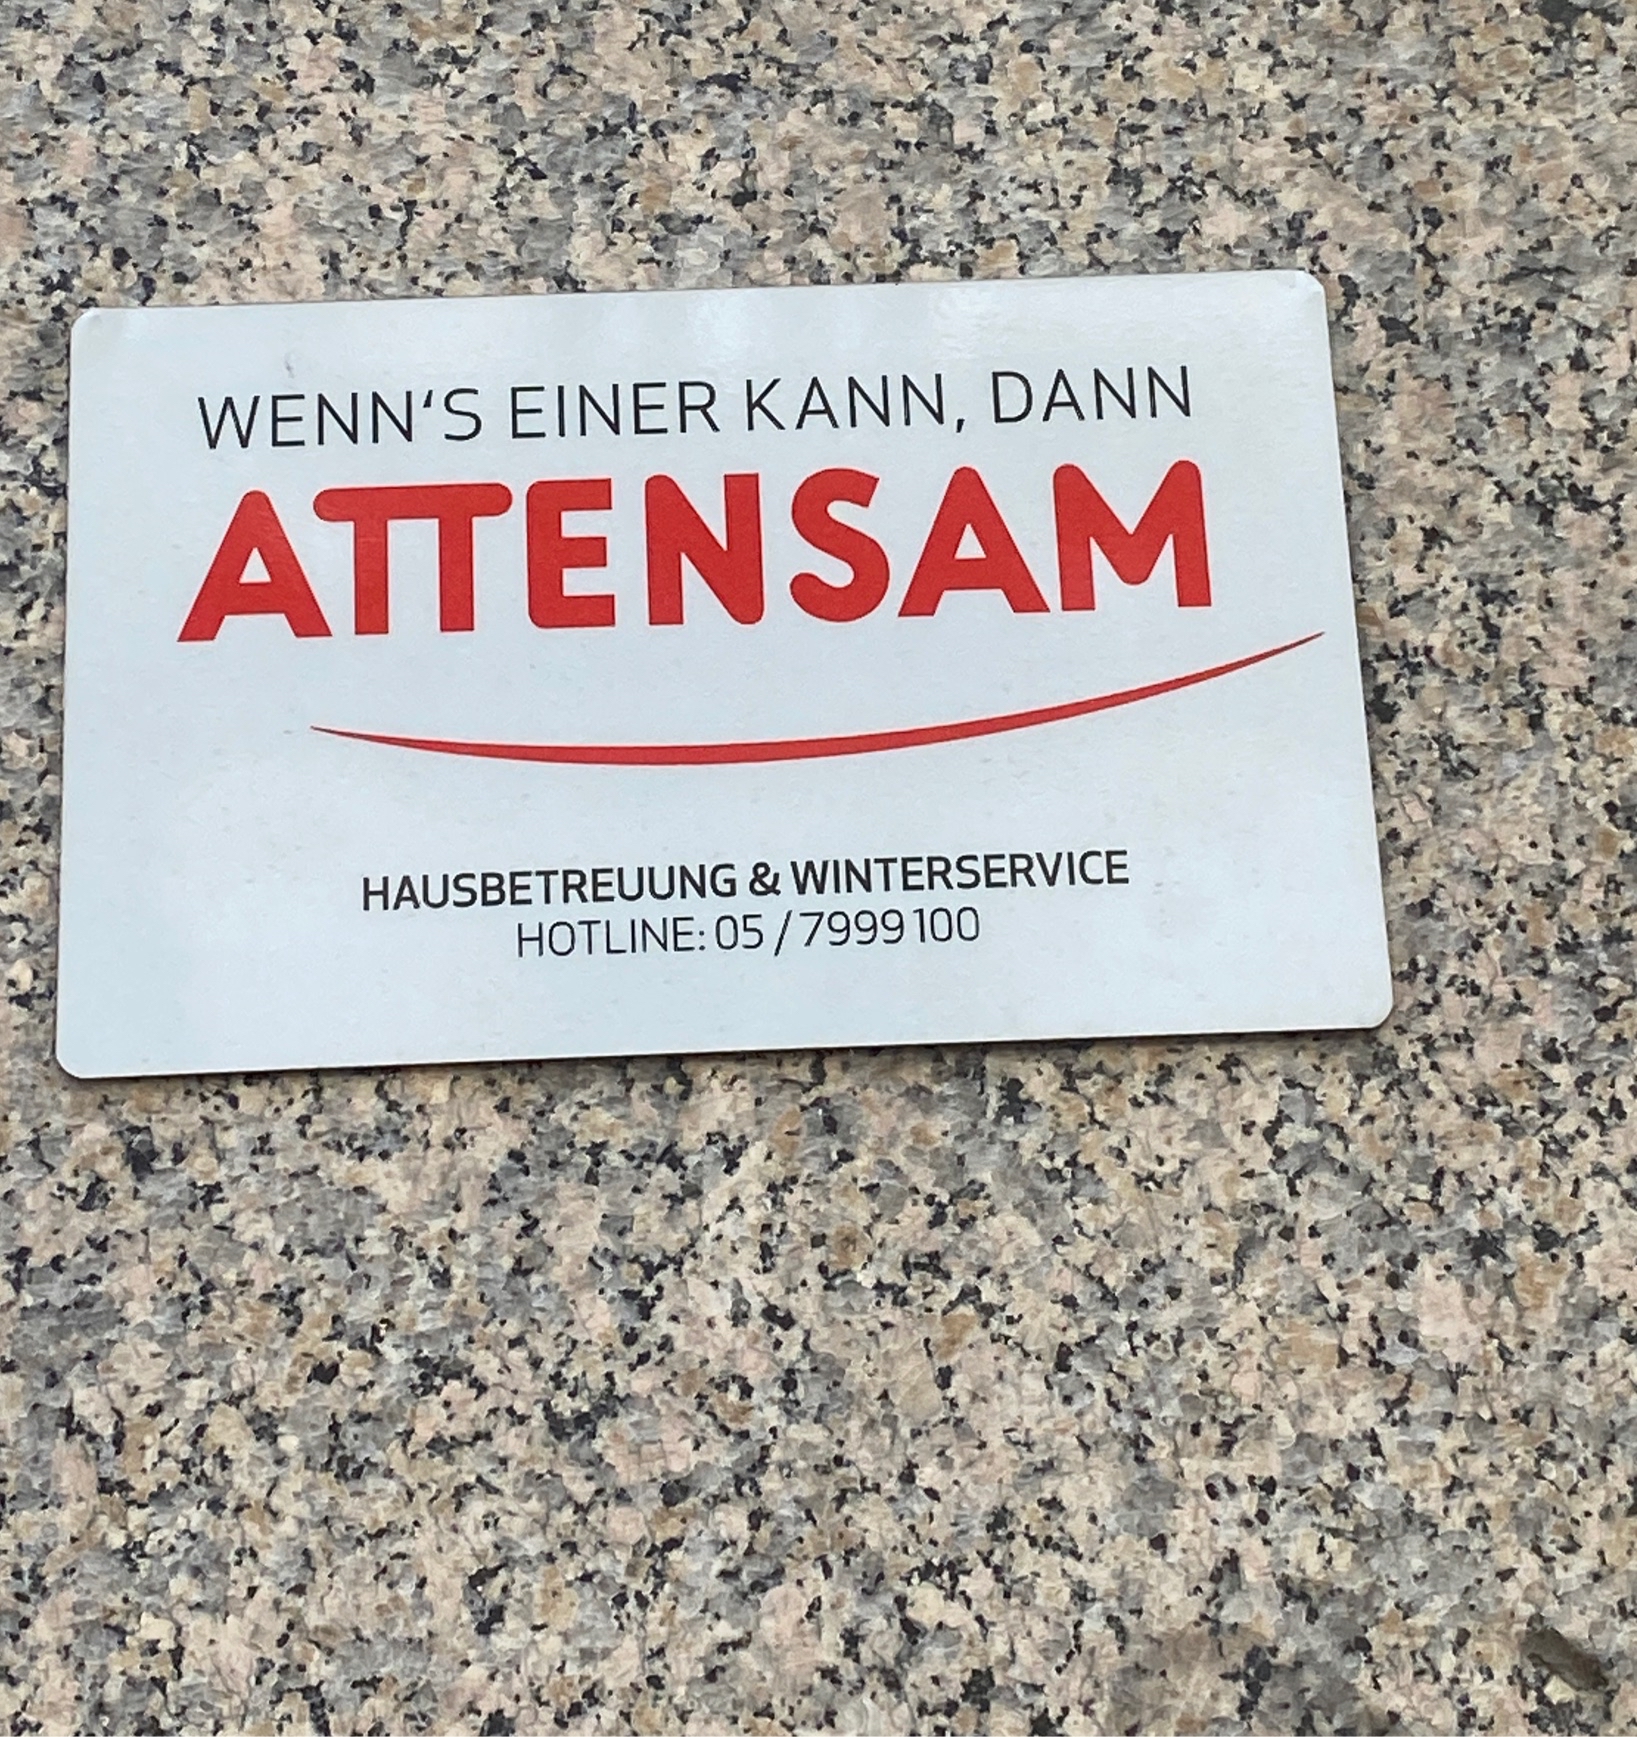 WENN‘S EINER KANN, DANN
ATTENSAM
HAUSBETREUUNG & WINTERSERVICE
HOTLINE: 05 / 7999 100